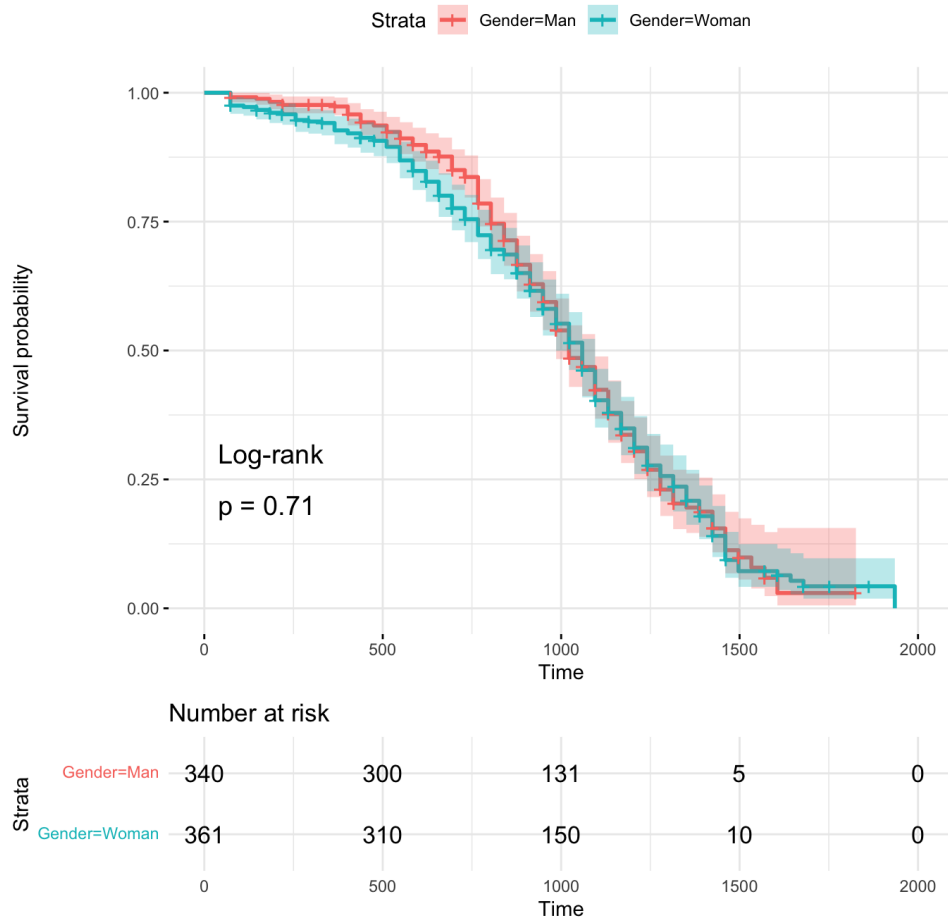 Strata Gender=Man Gender=Woman
1.00
0.75
0.50
0.25
0.00
Survival probability
Log-rank
p = 0.71
0 500 1000 1500 2000
Time
Number at risk
Strata
Gender=Man 340 300 131 5 0
Gender=Woman 361 310 150 10 0
0 500 1000 1500 2000
Time